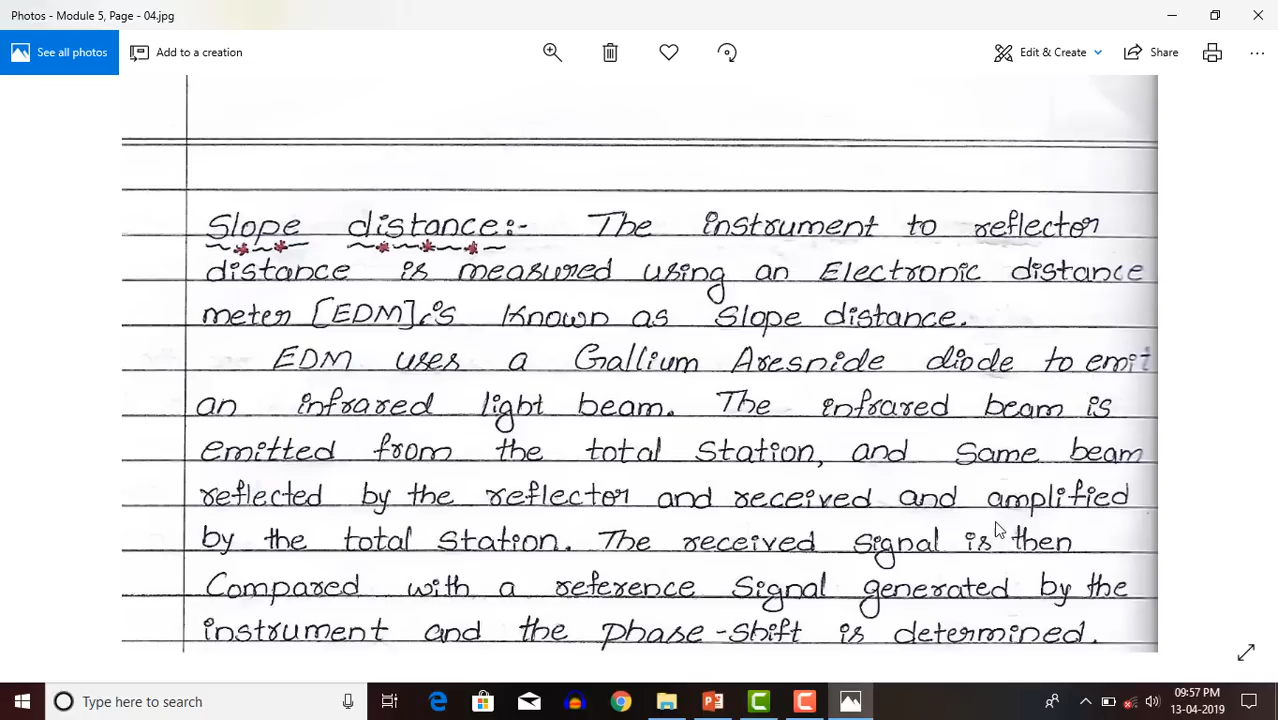 Photos - Module 5, Page - 04.jpg
See all photos
Add to a creation
Edit & Create
Share
Slope distance:- The instrument to reflector
distance is measured using an Electronic distance
meter [EDM] is known as Slope distance.
EDM uses a Gallium Aresnide diode to emit
an infrared light beam. The infrared beam is
emitted from the total Station, and Same beam
reflected by the reflector and received and amplified
by the total Station. The received Signal is then
Compared with a reference Signal generated by the
instrument and the phase-Shift is determined.
Type here to search
09:57 PM
13-04-2019